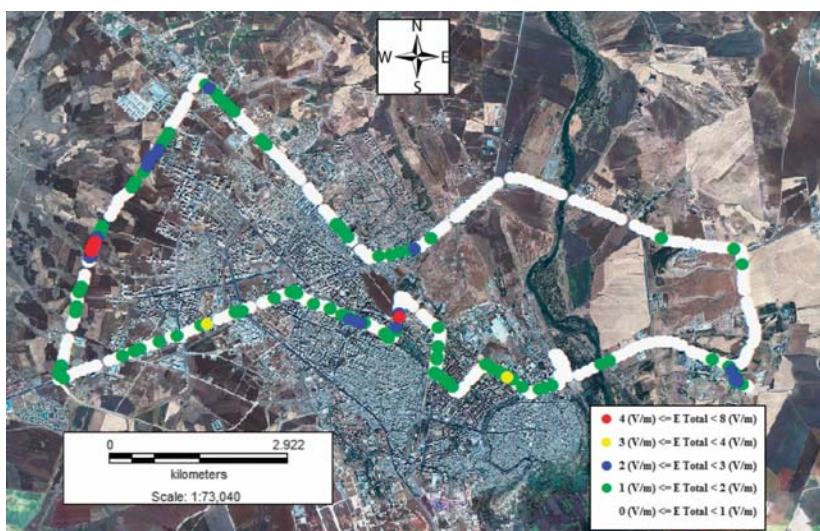 N
W E
S
0 2.922
kilometers
Scale: 1:73,040
4 (V/m) <= E Total < 8 (V/m)
3 (V/m) <= E Total < 4 (V/m)
2 (V/m) <= E Total < 3 (V/m)
1 (V/m) <= E Total < 2 (V/m)
0 (V/m) <= E Total < 1 (V/m)